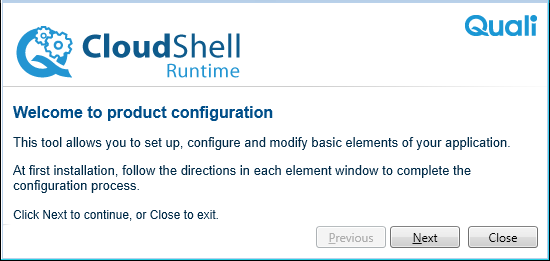 Quali
CloudShell
Runtime
Welcome to product configuration
This tool allows you to set up, configure and modify basic elements of your application.
At first installation, follow the directions in each element window to complete the
configuration process.
Click Next to continue, or Close to exit.
Previous Next Close